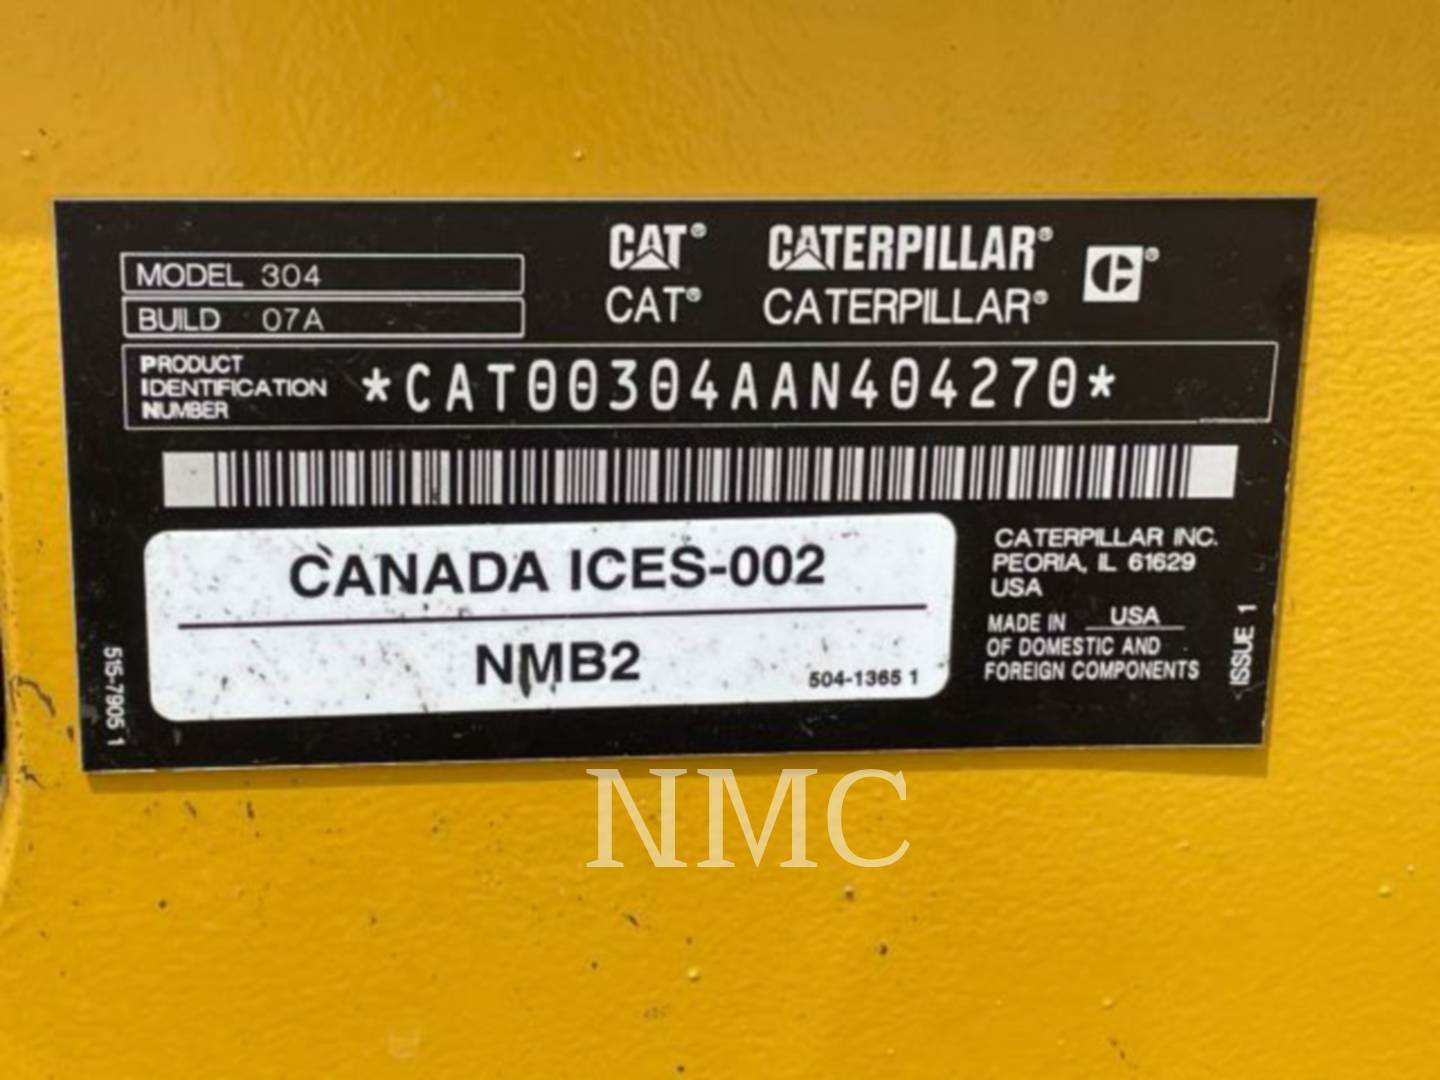 CAT® CATERPILLAR®
CAT® CATERPILLAR®
MODEL 304
BUILD 07A
PRODUCT
IDENTIFICATION
NUMBER
*CAT00304AAN404270*
CANADA ICES-002
NMB2
504-1365 1
CATERPILLAR INC.
PEORIA, IL 61629
USA
MADE IN USA
OF DOMESTIC AND
FOREIGN COMPONENTS
ISSUE 1
515-7905 1
NMC